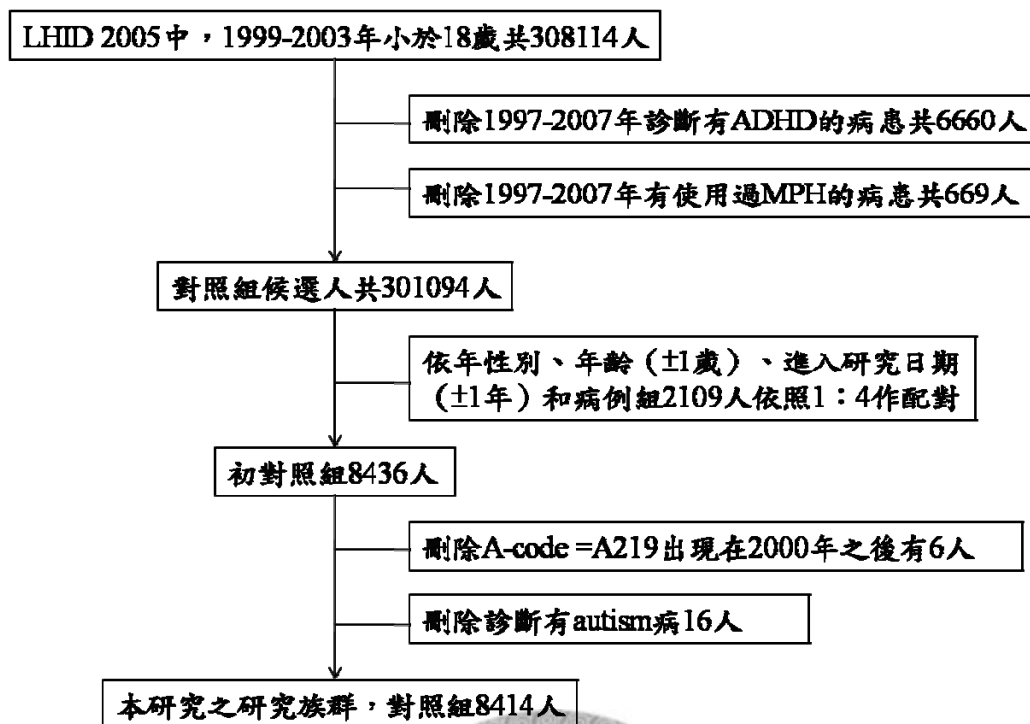 LHID 2005中，1999-2003年小於18歲共308114人
刪除1997-2007年診斷有ADHD的病患共6660人
刪除1997-2007年有使用過MPH的病患共669人
對照組候選人共301094人
依年性別、年齡（±1歲）、進入研究日期
（±1年）和病例組2109人依照1：4作配對
初對照組8436人
刪除A-code =A219出現在2000年之後有6人
刪除診斷有autism病16人
本研究之研究族群，對照組8414人